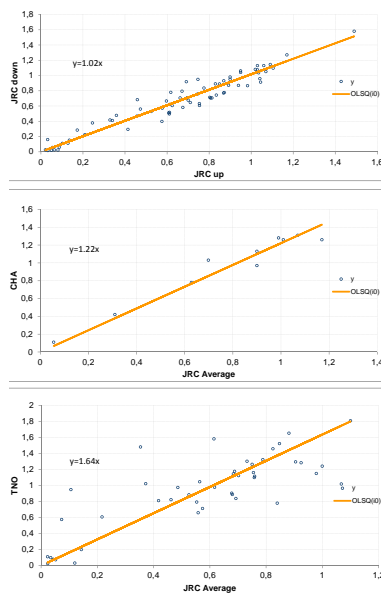 1,8
1,6
1,4
1,2
1
0,8
0,6
0,4
0,2
0
JRC down
y=1.02x
y
OLSQ(i0)
0 0,2 0,4 0,6 0,8 1 1,2 1,4 1,6
JRC up
1,6
1,4
1,2
1
0,8
0,6
0,4
0,2
0
CHA
y=1.22x
y
OLSQ(i0)
0 0,2 0,4 0,6 0,8 1 1,2 1,4
JRC Average
2
1,8
1,6
1,4
1,2
1
0,8
0,6
0,4
0,2
0
TNO
y=1.64x
y
OLSQ(i0)
0 0,2 0,4 0,6 0,8 1 1,2
JRC Average